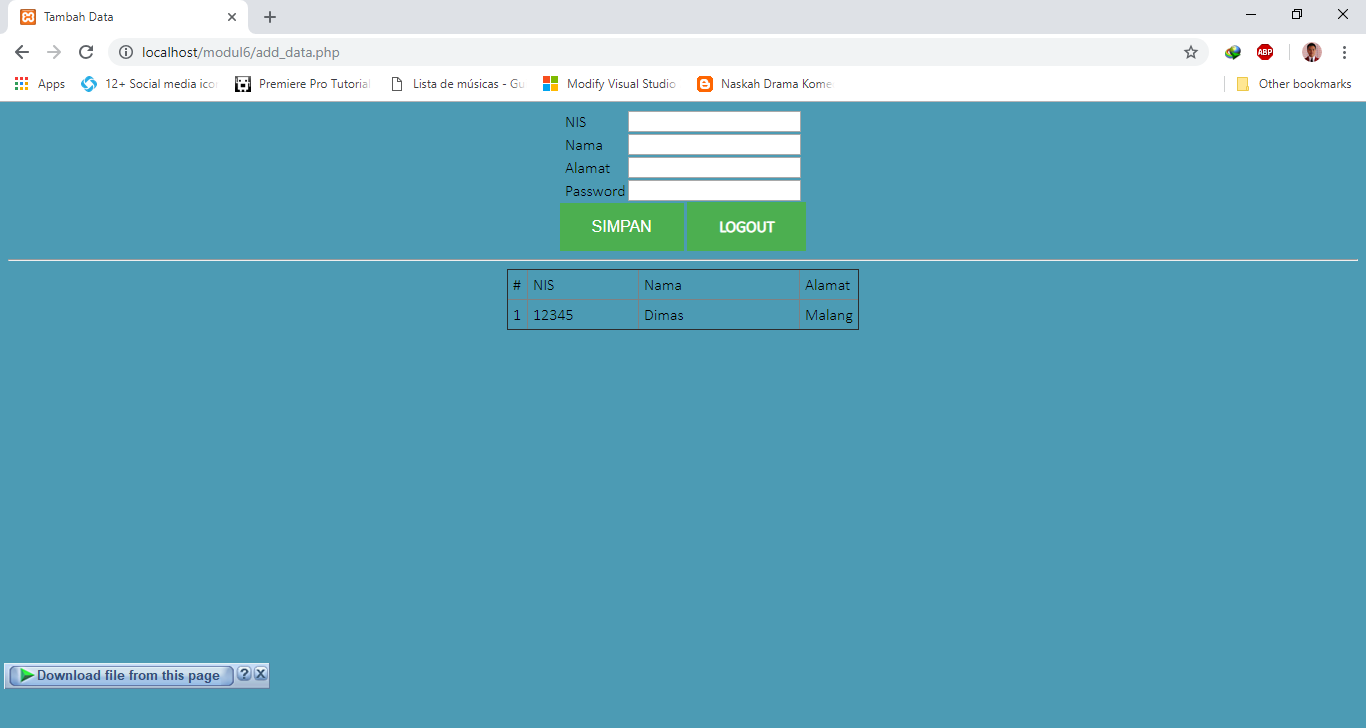 Tambah Data
localhost/modul6/add_data.php
ABP
Apps 12+ Social media icor Premiere Pro Tutorial Lista de músicas - Gu Modify Visual Studio Naskah Drama Kome Other bookmarks
NIS
Nama
Alamat
Password
SIMPAN LOGOUT
# NIS Nama Alamat
1 12345 Dimas Malang
Download file from this page ? X